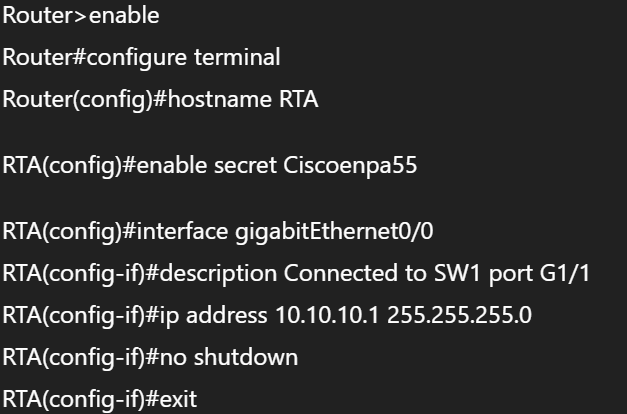 Router>enable
Router#configure terminal
Router(config)#hostname RTA
RTA(config)#enable secret Ciscoenpa55
RTA(config)#interface gigabitEthernet0/0
RTA(config-if)#description Connected to SW1 port G1/1
RTA(config-if)#ip address 10.10.10.1 255.255.255.0
RTA(config-if)#no shutdown
RTA(config-if)#exit